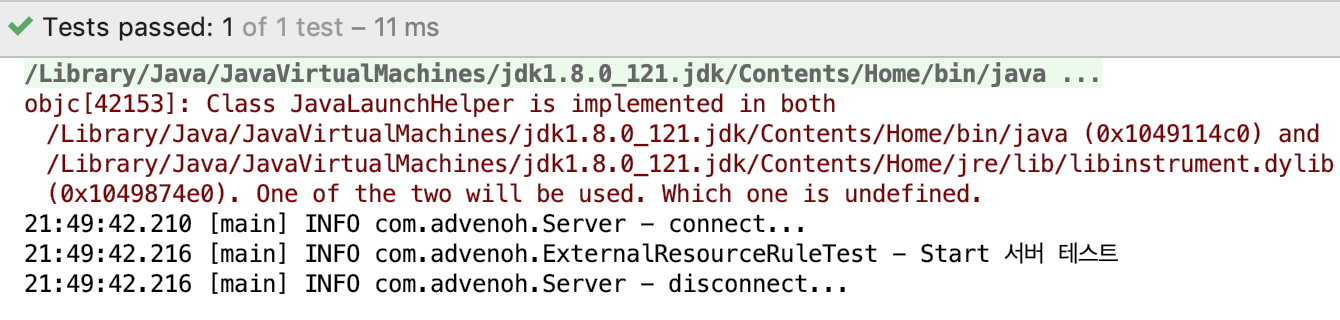 Tests passed: 1 of 1 test – 11 ms
/Library/Java/JavaVirtualMachines/jdk1.8.0_121.jdk/Contents/Home/bin/java ...
objc[42153]: Class JavaLaunchHelper is implemented in both
/Library/Java/JavaVirtualMachines/jdk1.8.0_121.jdk/Contents/Home/bin/java (0x1049114c0) and
/Library/Java/JavaVirtualMachines/jdk1.8.0_121.jdk/Contents/Home/jre/lib/libinstrument.dylib
(0x1049874e0). One of the two will be used. Which one is undefined.
21:49:42.210 [main] INFO com.advenoh.Server - connect...
21:49:42.216 [main] INFO com.advenoh.ExternalResourceRuleTest - Start 서버 테스트
21:49:42.216 [main] INFO com.advenoh.Server - disconnect...